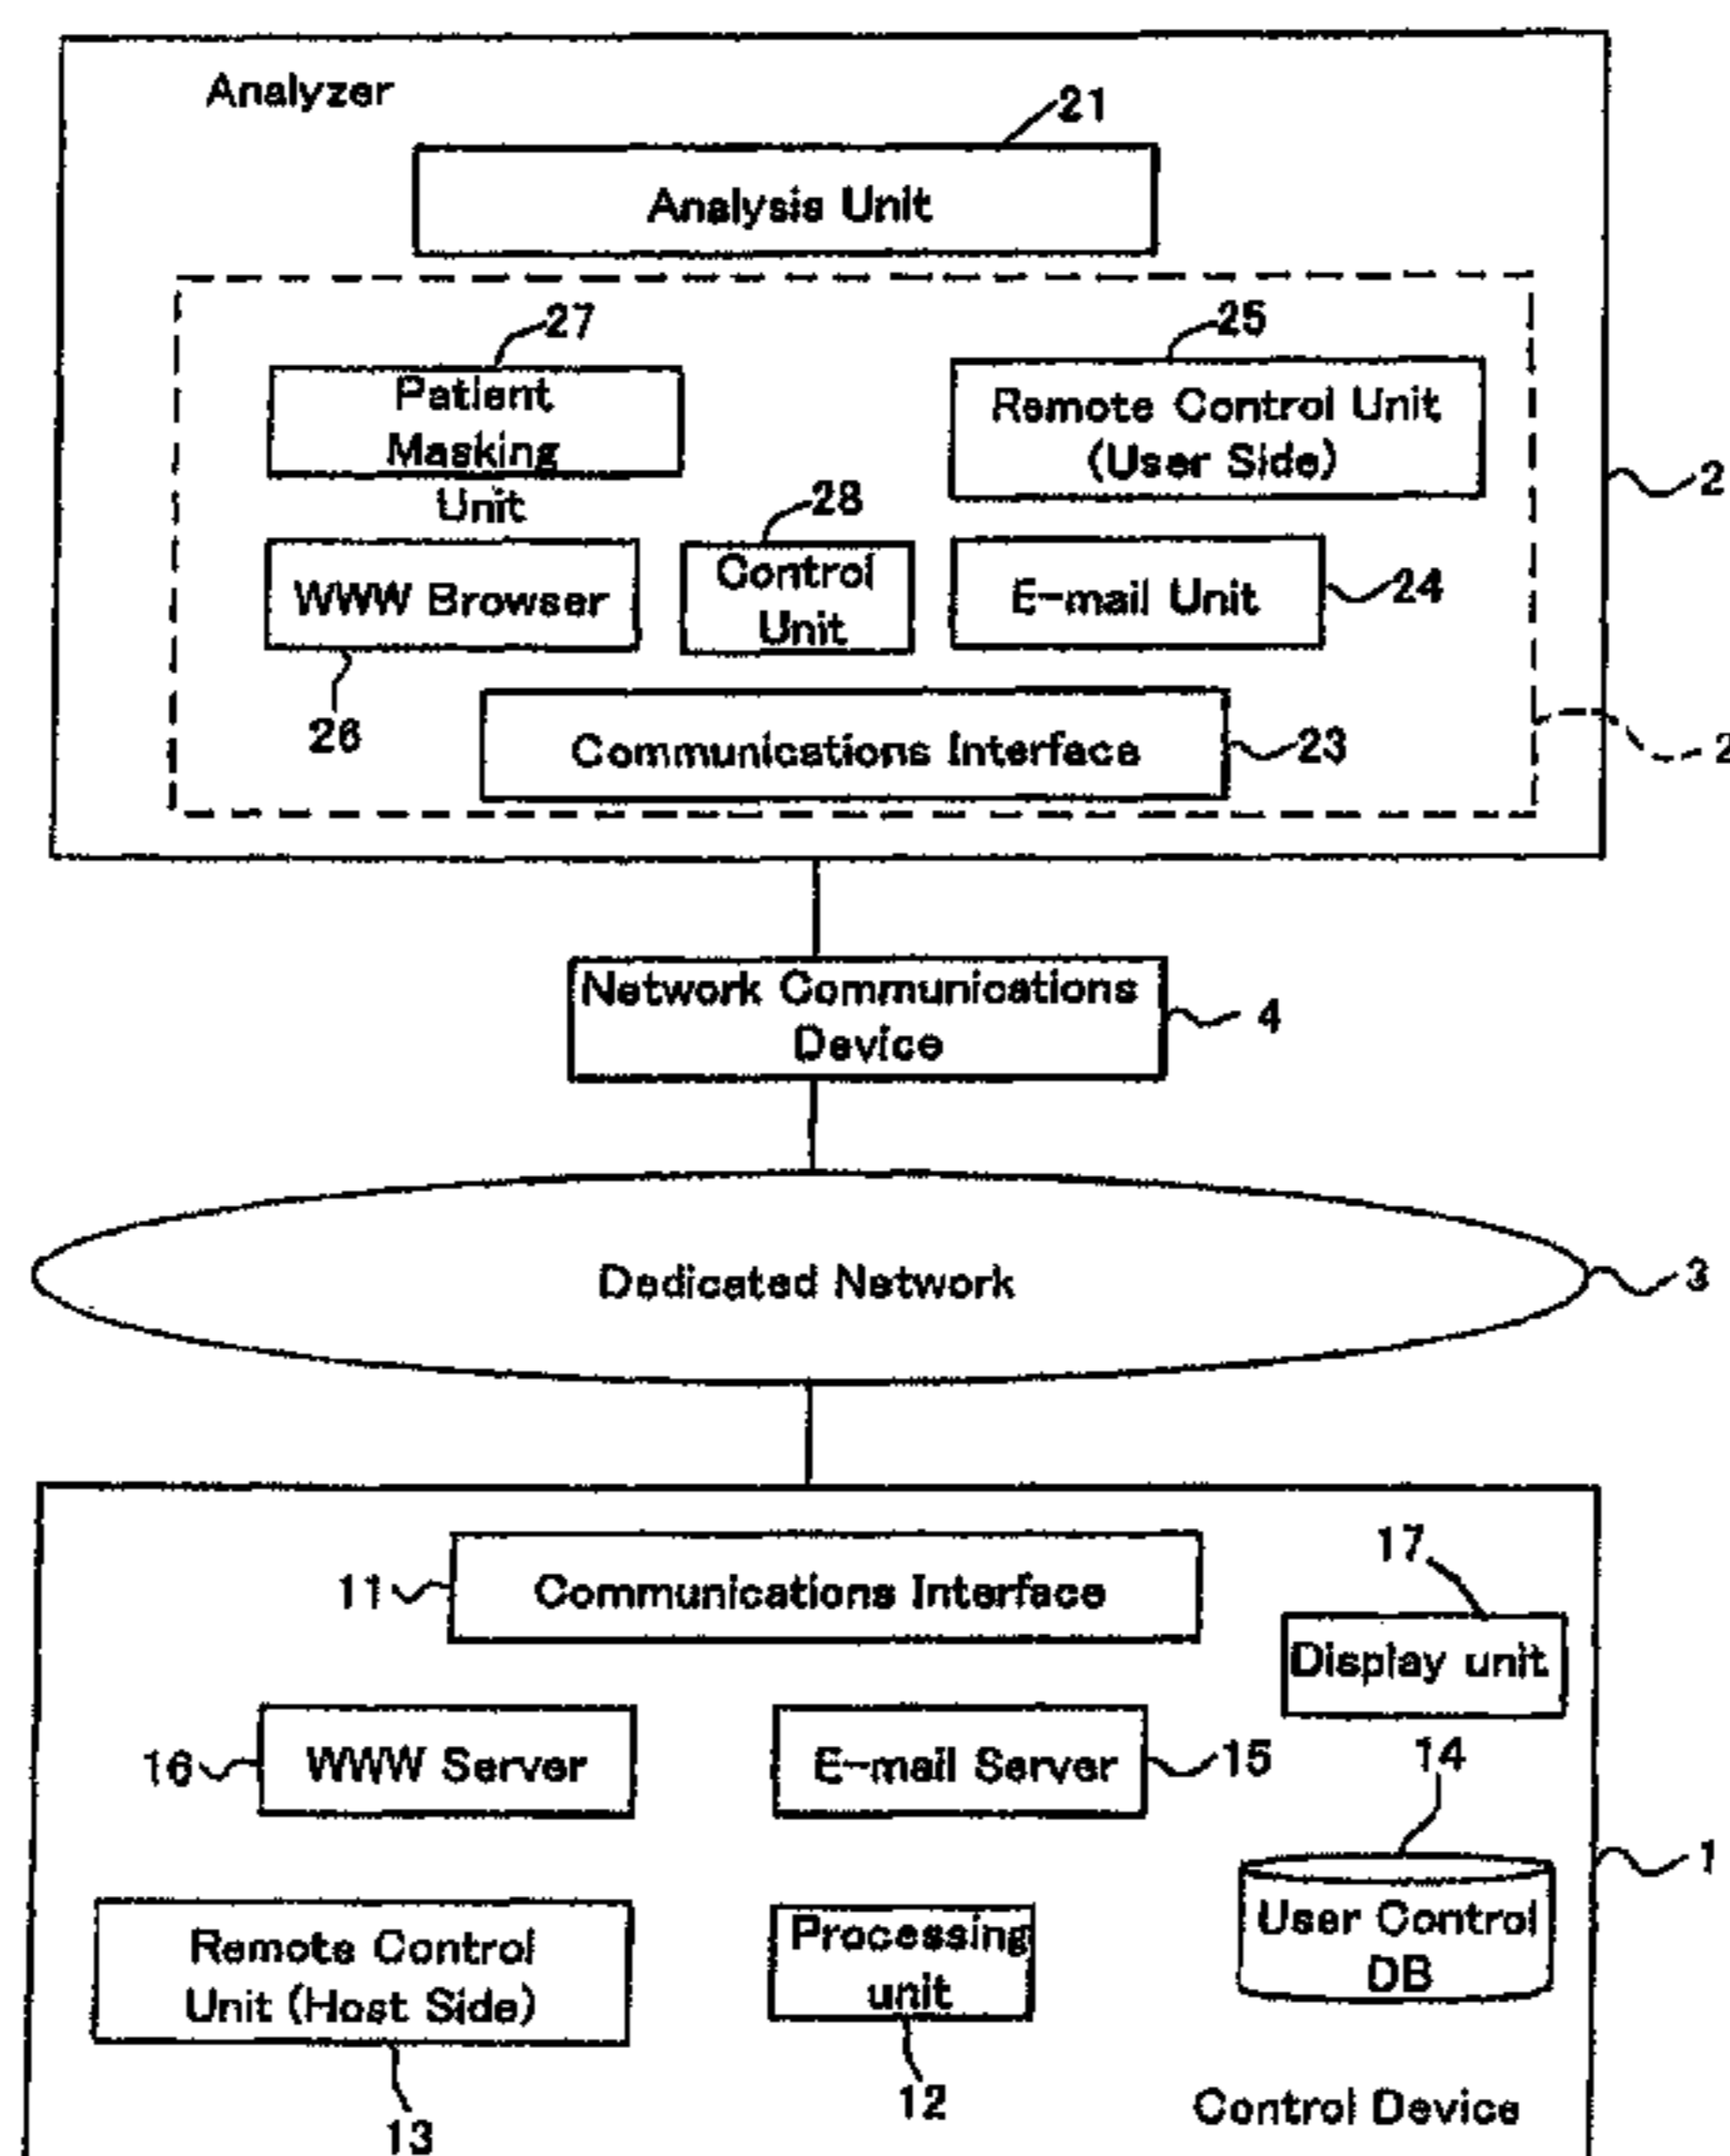 Analyzer
21
Analysis Unit
27
25
Patient
Masking
Unit
Remote Control Unit
(User Side)
2
28
WWW Browser
Control
Unit
E-mail Unit
24
26
Communications Interface
23
2
Network Communications
Device
4
Dedicated Network
3
17
11
Communications Interface
Display unit
16
WWW Server
E-mail Server
15
14
1
User Control
DB
Remote Control
Unit (Host Side)
Processing
unit
12
13
Control Device